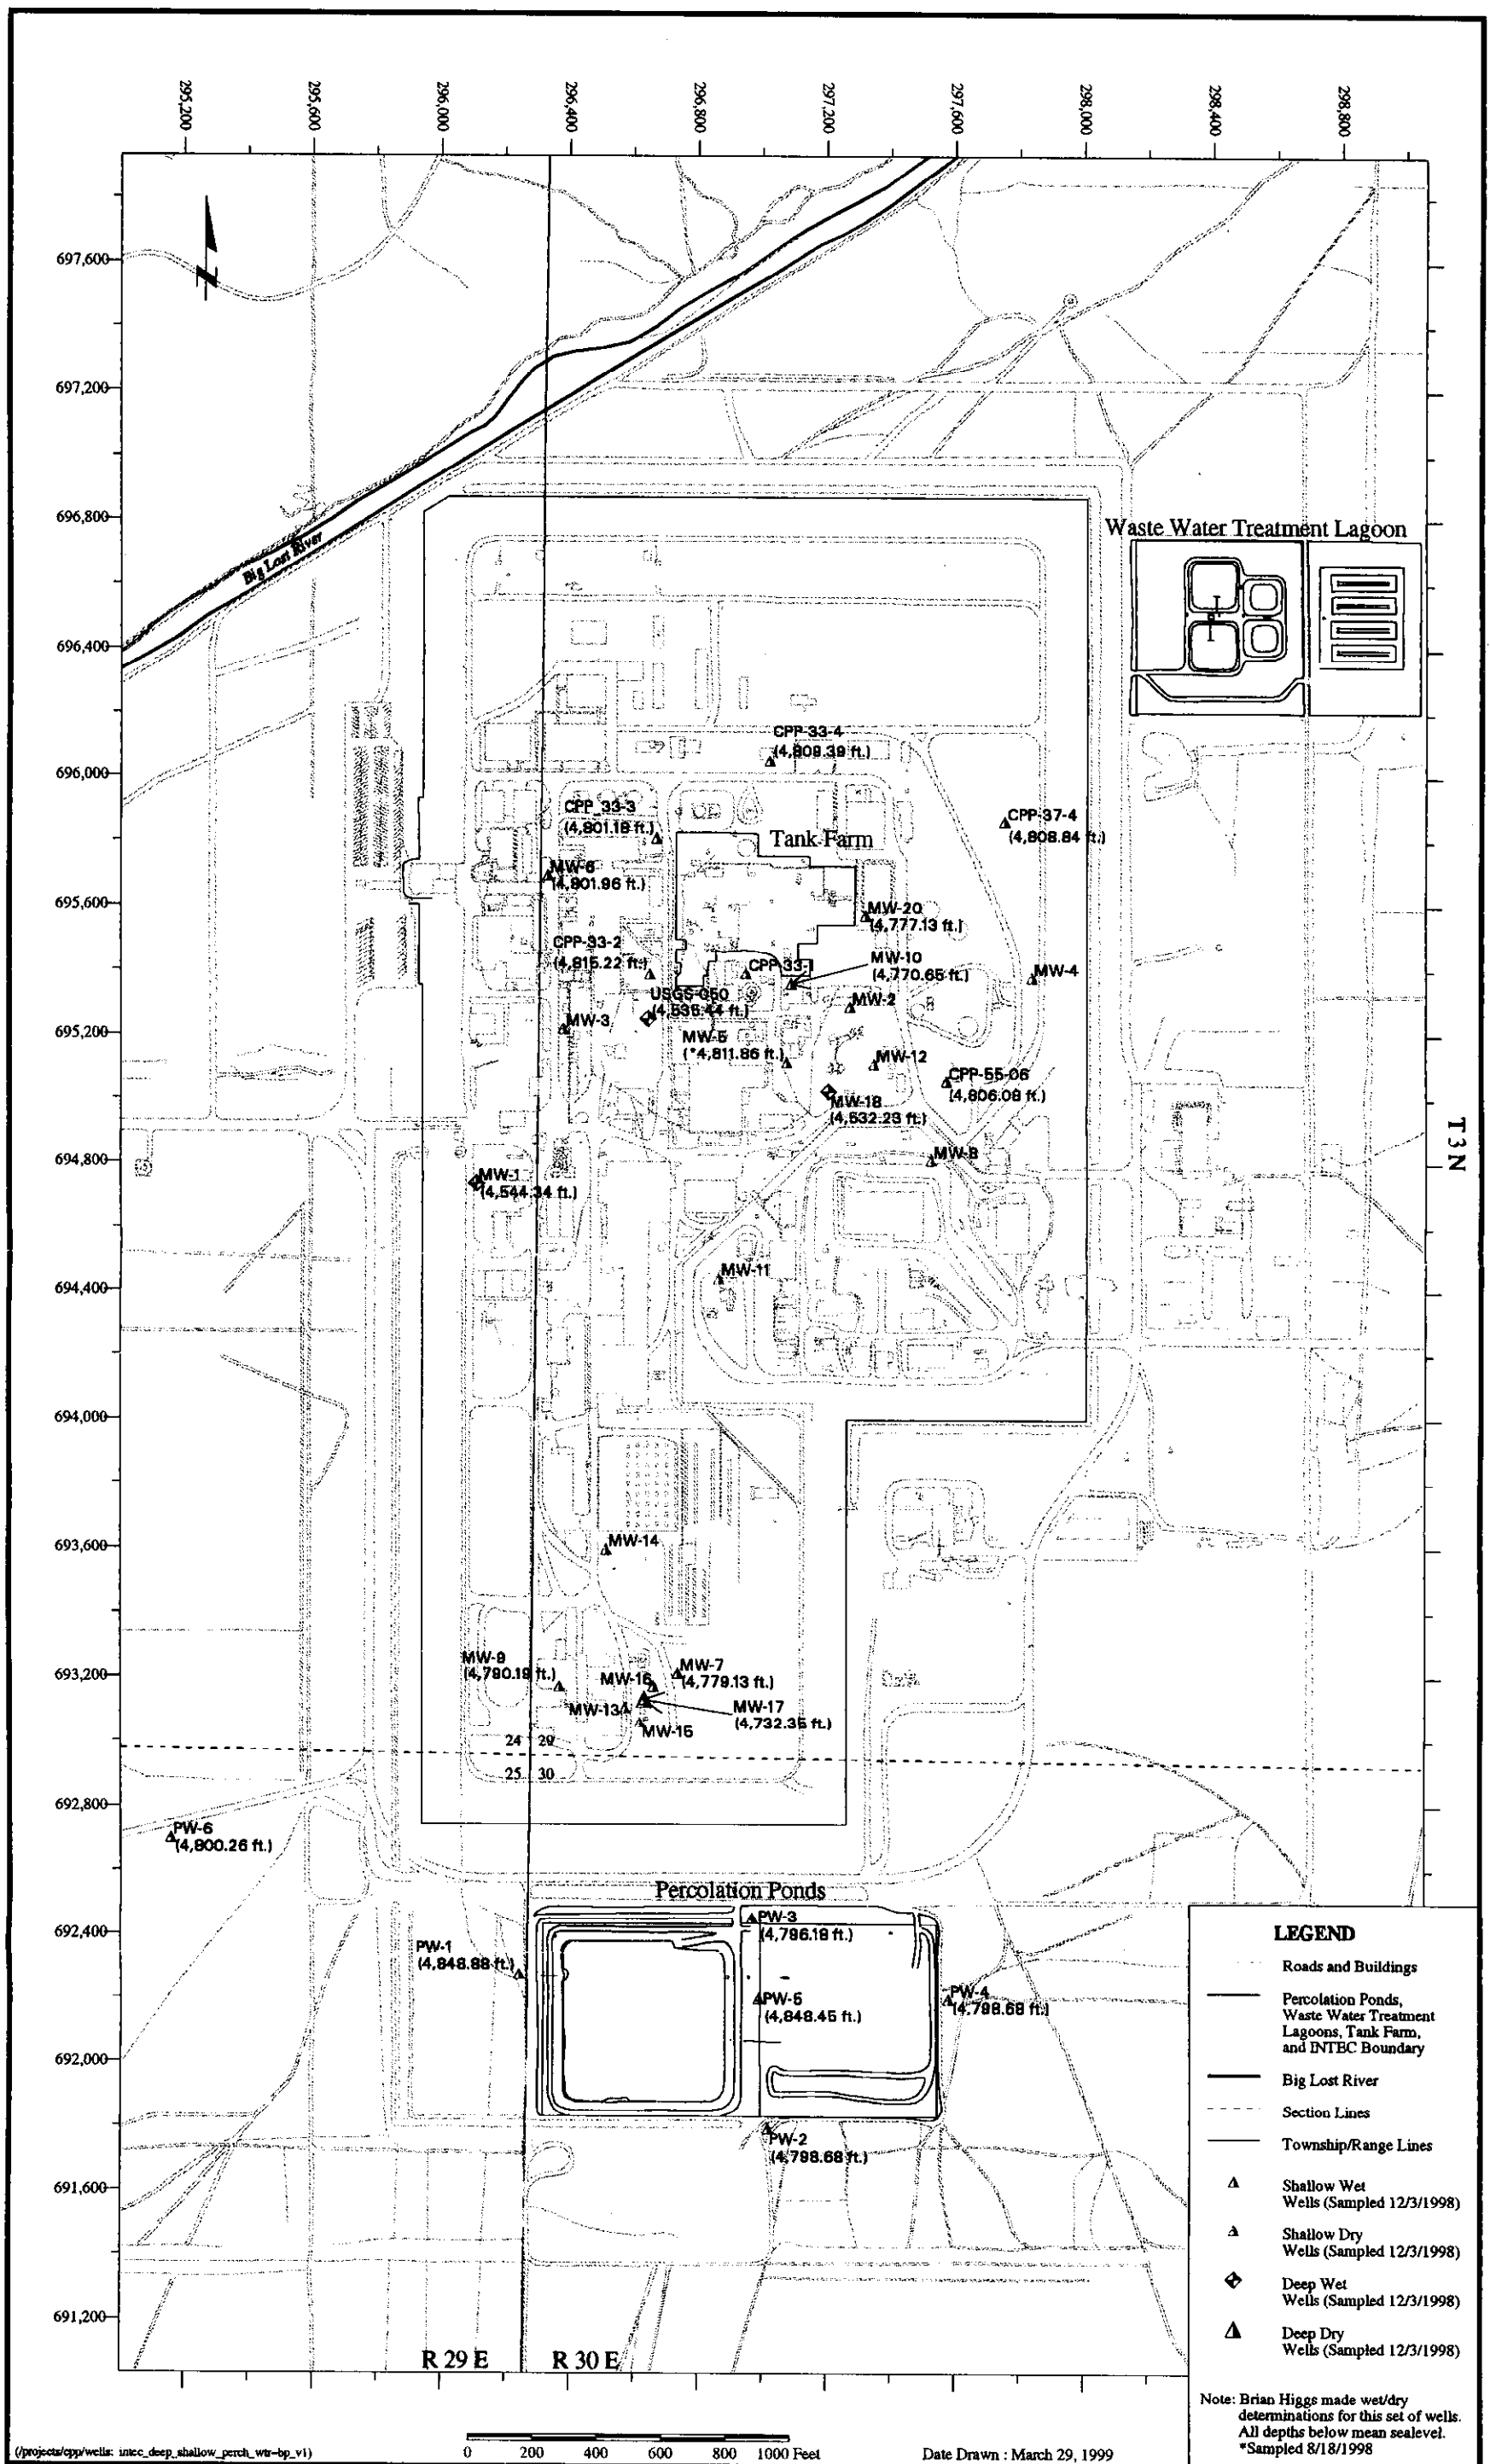 295,200
295,600
296,000
296,400
296,800
297,200
297,600
298,000
298,400
298,800
697,600
697,200
696,800
696,400
696,000
695,600
695,200
694,800
694,400
694,000
693,600
693,200
692,800
692,400
692,000
691,600
691,200
Big Lost River
Waste Water Treatment Lagoon
CPP-33-4
(4,809.39 ft.)
CPP_33-3
(4,801.19 ft.)
CPP-37-4
(4,808.84 ft.)
Tank Farm
MW-6
(4,801.96 ft.)
MW-20
(4,777.13 ft.)
CPP-33-2
(4,815.22 ft.)
CPP-33-1
MW-10
(4,770.65 ft.)
MW-4
USGS-050
(4,536.44 ft.)
MW-2
MW-3
MW-5
(*4,811.86 ft.)
MW-12
CPP-55-06
(4,806.08 ft.)
MW-18
(4,532.23 ft.)
MW-8
MW-1
(4,544.34 ft.)
T 3 N
MW-11
MW-14
MW-9
(4,790.19 ft.)
MW-7
(4,779.13 ft.)
MW-16
MW-17
(4,732.35 ft.)
MW-13
MW-15
24 29
25 30
PW-6
(4,800.26 ft.)
Percolation Ponds
PW-3
(4,796.19 ft.)
PW-1
(4,848.88 ft.)
PW-5
(4,848.45 ft.)
PW-4
(4,798.68 ft.)
PW-2
(4,798.68 ft.)
R 29 E
R 30 E
LEGEND
Roads and Buildings
Percolation Ponds,
Waste Water Treatment
Lagoons, Tank Farm,
and INTEC Boundary
Big Lost River
Section Lines
Township/Range Lines
Shallow Wet
Wells (Sampled 12/3/1998)
Shallow Dry
Wells (Sampled 12/3/1998)
Deep Wet
Wells (Sampled 12/3/1998)
Deep Dry
Wells (Sampled 12/3/1998)
Note: Brian Higgs made wet/dry
determinations for this set of wells.
All depths below mean sealevel.
*Sampled 8/18/1998
(/projects/cpp/wells: intec_deep_shallow_perch_wtr-bp_v1)
0 200 400 600 800 1000 Feet
Date Drawn : March 29, 1999